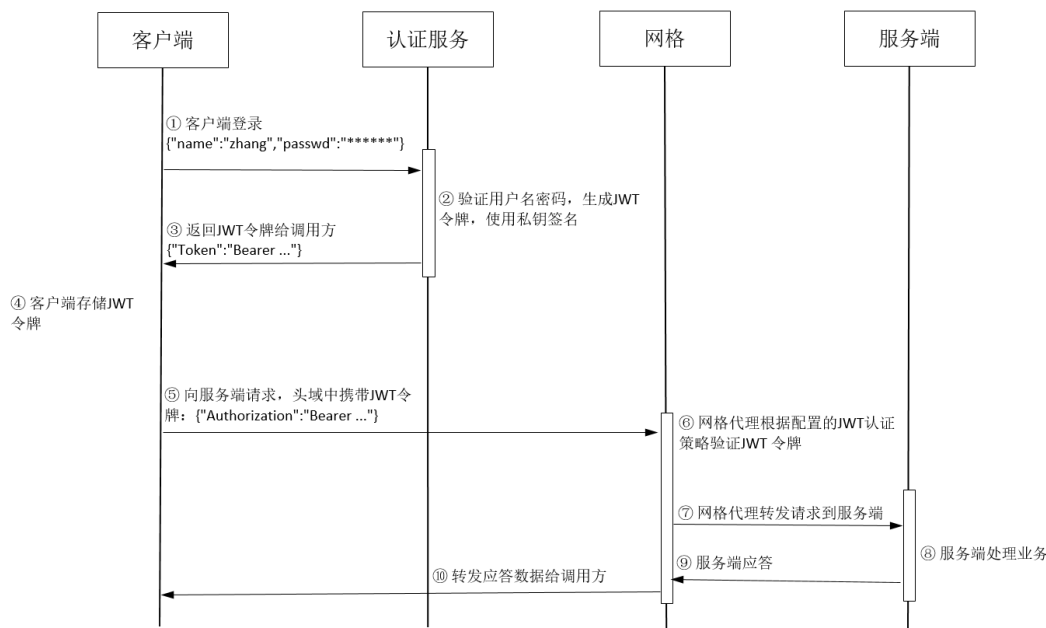 客户端
认证服务
网格
服务端
① 客户端登录
{"name":"zhang","passwd":"******"}
② 验证用户名密码，生成JWT
令牌，使用私钥签名
③ 返回JWT令牌给调用方
{"Token":"Bearer ..."}
④ 客户端存储JWT
令牌
⑤ 向服务端请求，头域中携带JWT令
牌：{"Authorization":"Bearer ..."}
⑥ 网格代理根据配置的JWT认证
策略验证JWT 令牌
⑦ 网格代理转发请求到服务端
⑧ 服务端处理业务
⑨ 服务端应答
⑩ 转发应答数据给调用方